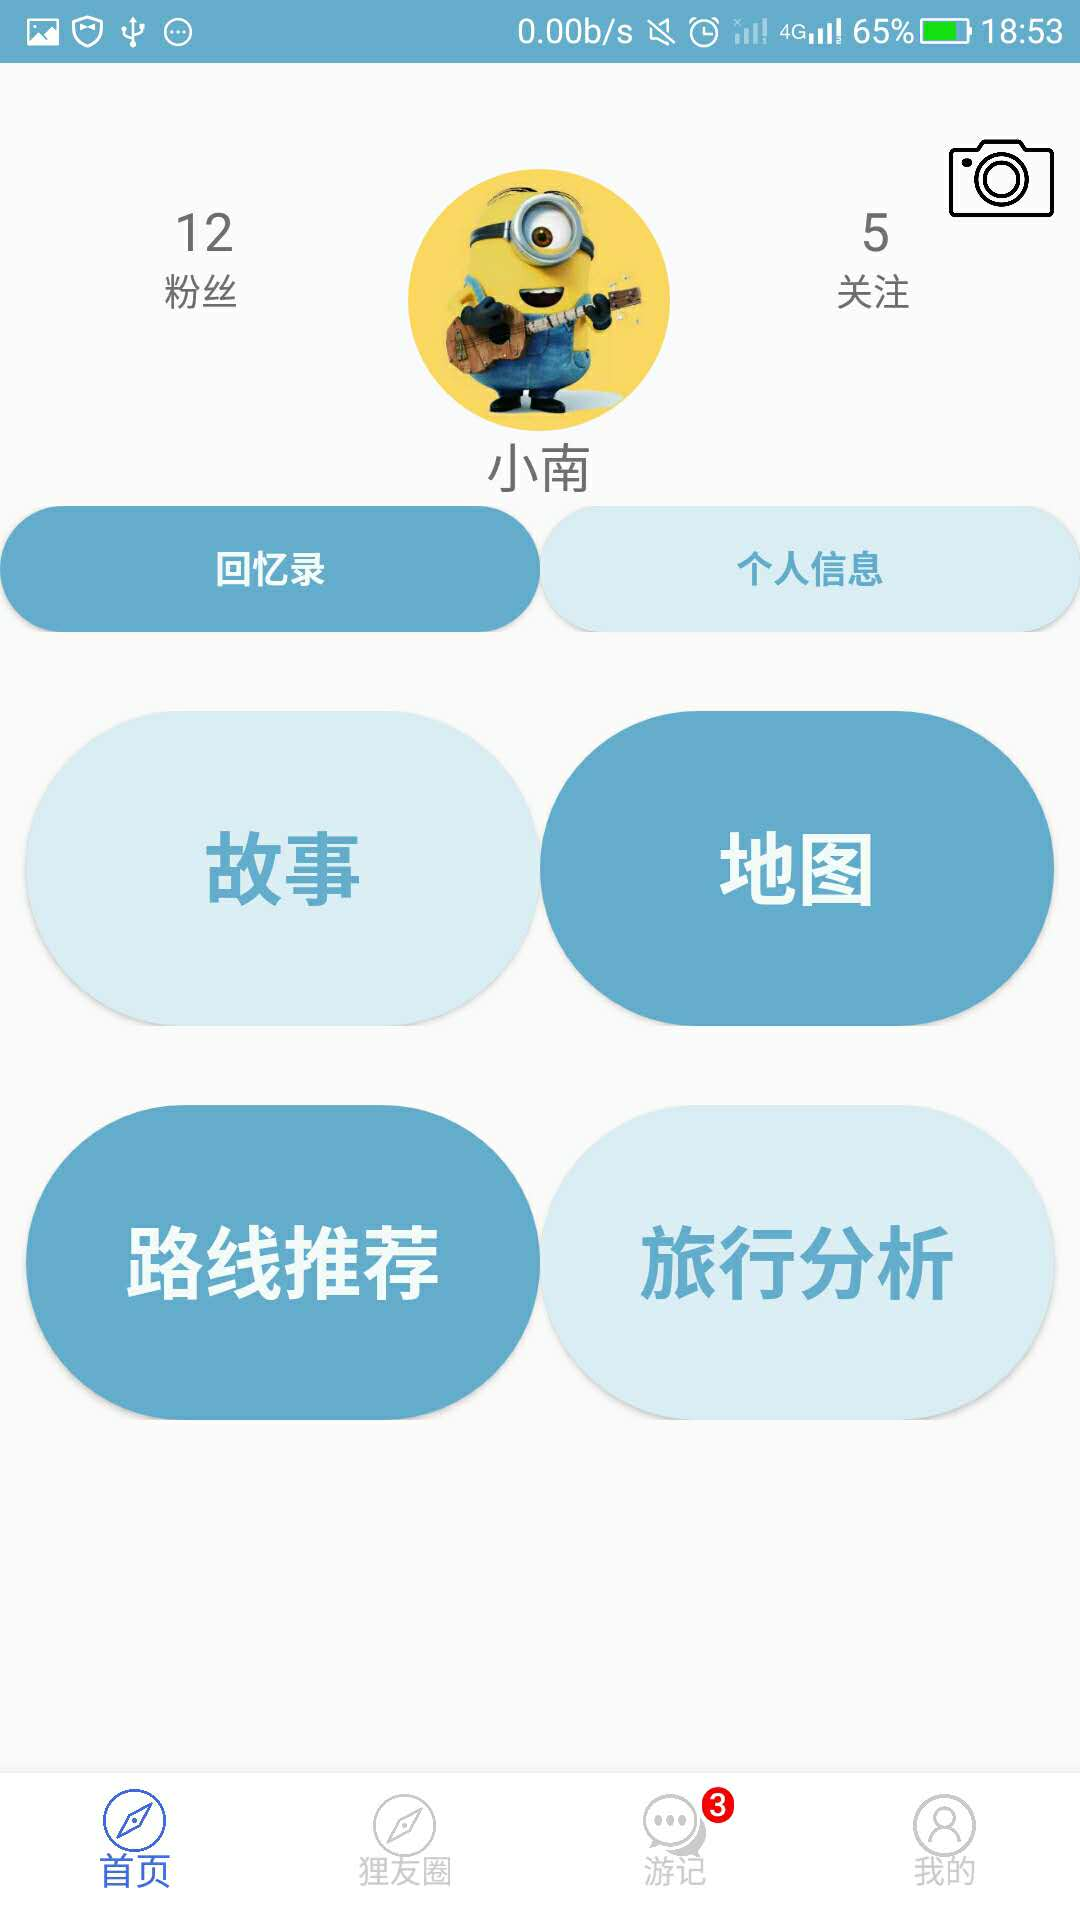 0.00b/s 4G 65% 18:53
12
粉丝
5
关注
小南
回忆录
个人信息
故事
地图
路线推荐
旅行分析
3
首页
狸友圈
游记
我的